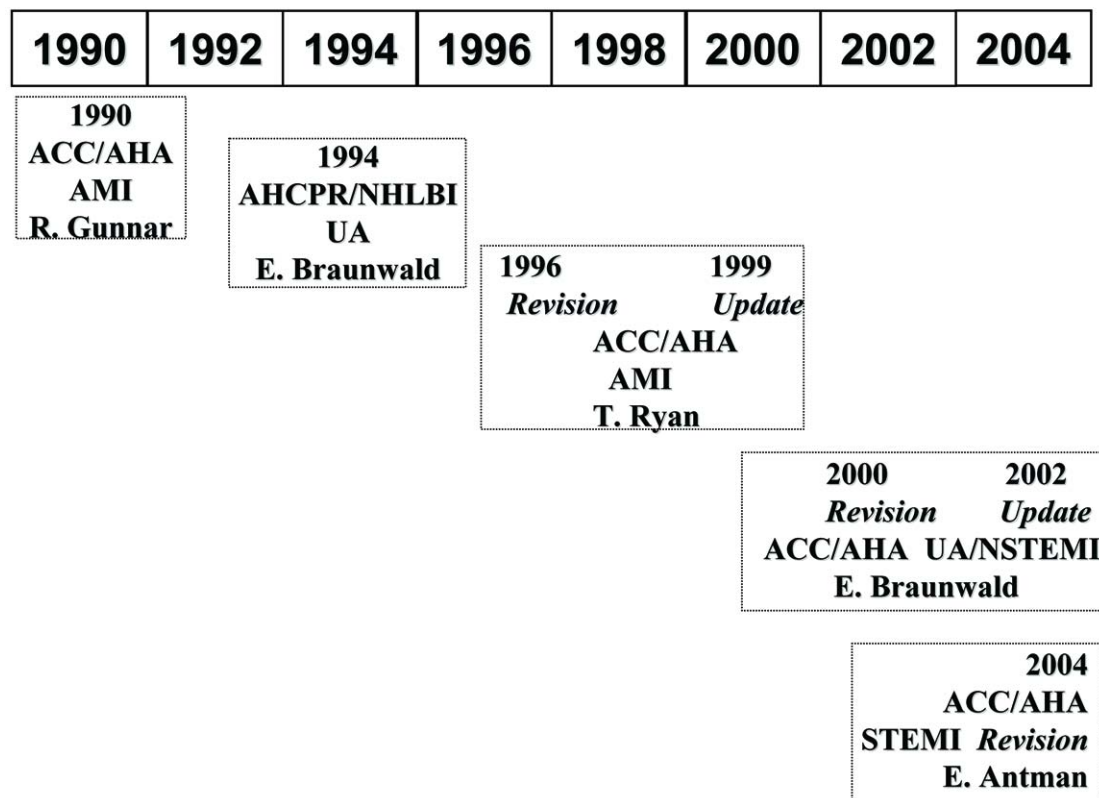 1990 1992 1994 1996 1998 2000 2002 2004
1990
ACC/AHA
AMI
R. Gunnar
1994
AHCPR/NHLBI
UA
E. Braunwald
1996 1999
Revision Update
ACC/AHA
AMI
T. Ryan
2000 2002
Revision Update
ACC/AHA UA/NSTEMI
E. Braunwald
2004
ACC/AHA
STEMI Revision
E. Antman